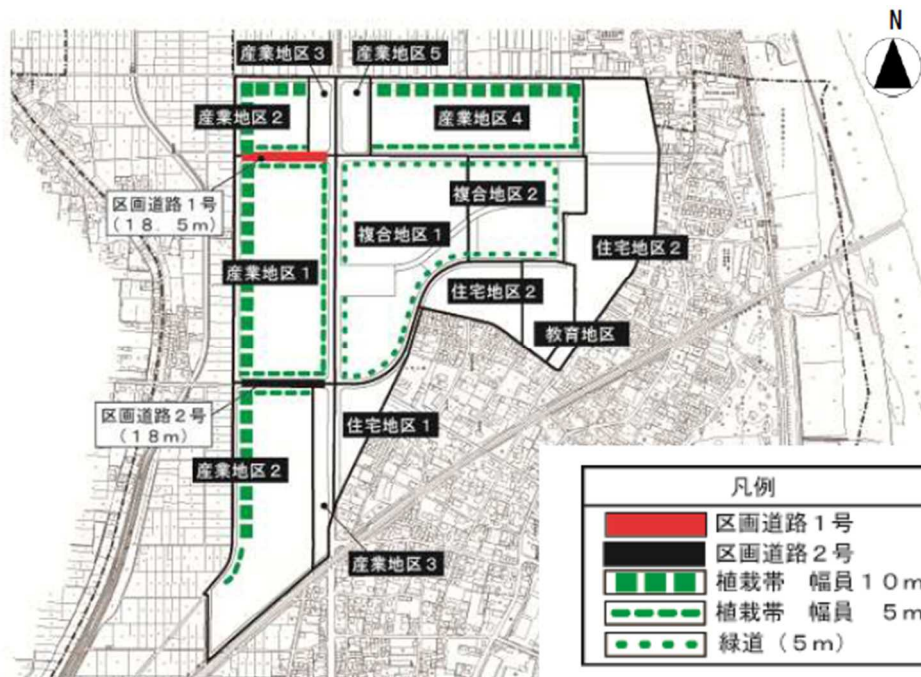 N
産業地区3
産業地区5
産業地区2
産業地区4
区画道路1号
(18.5m)
複合地区2
複合地区1
住宅地区2
産業地区1
住宅地区2
教育地区
区画道路2号
(18m)
住宅地区1
産業地区2
産業地区3
凡例
区画道路1号
区画道路2号
植栽帯 幅員10m
植栽帯 幅員 5m
緑道(5m)